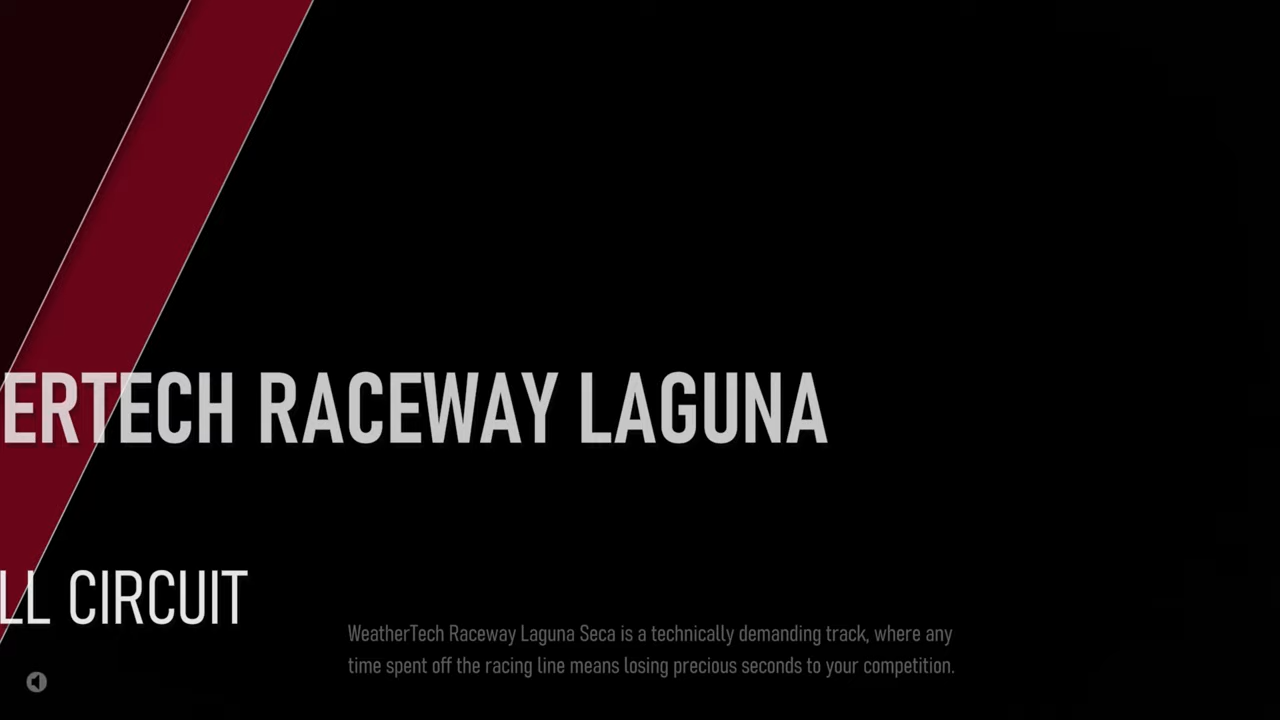 ERTECH RACEWAY LAGUNA
LL CIRCUIT
WeatherTech Raceway Laguna Seca is a technically demanding track, where any
time spent off the racing line means losing precious seconds to your competition.